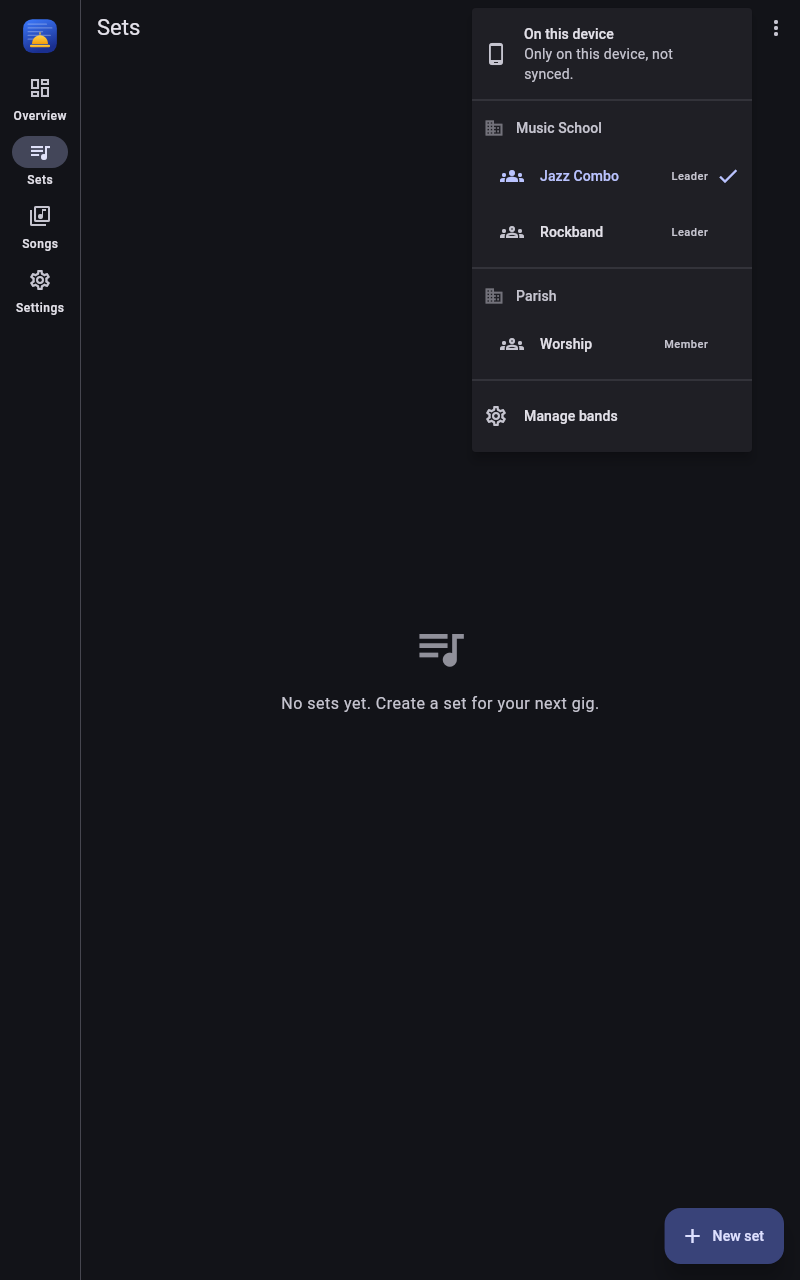 Sets
On this device
Only on this device, not
synced.
Music School
Jazz Combo Leader
Rockband Leader
Parish
Worship Member
Manage bands
Overview
Sets
Songs
Settings
No sets yet. Create a set for your next gig.
New set